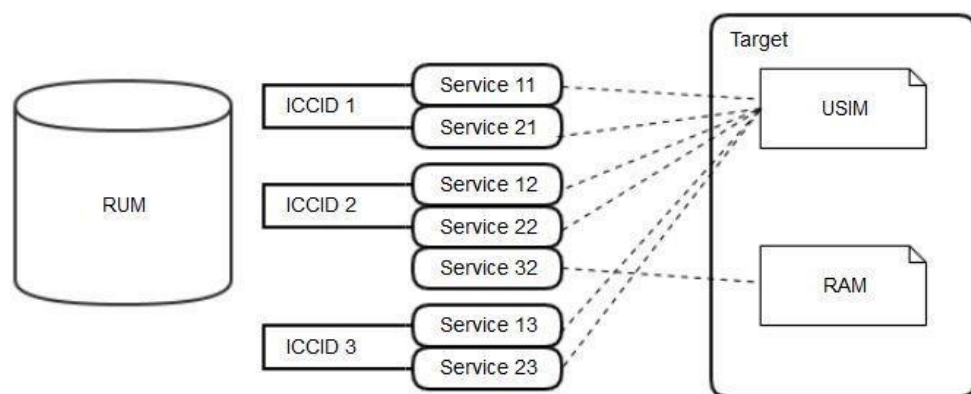 Target
Service 11
ICCID 1
USIM
Service 21
Service 12
RUM
ICCID 2
Service 22
Service 32
RAM
Service 13
ICCID 3
Service 23